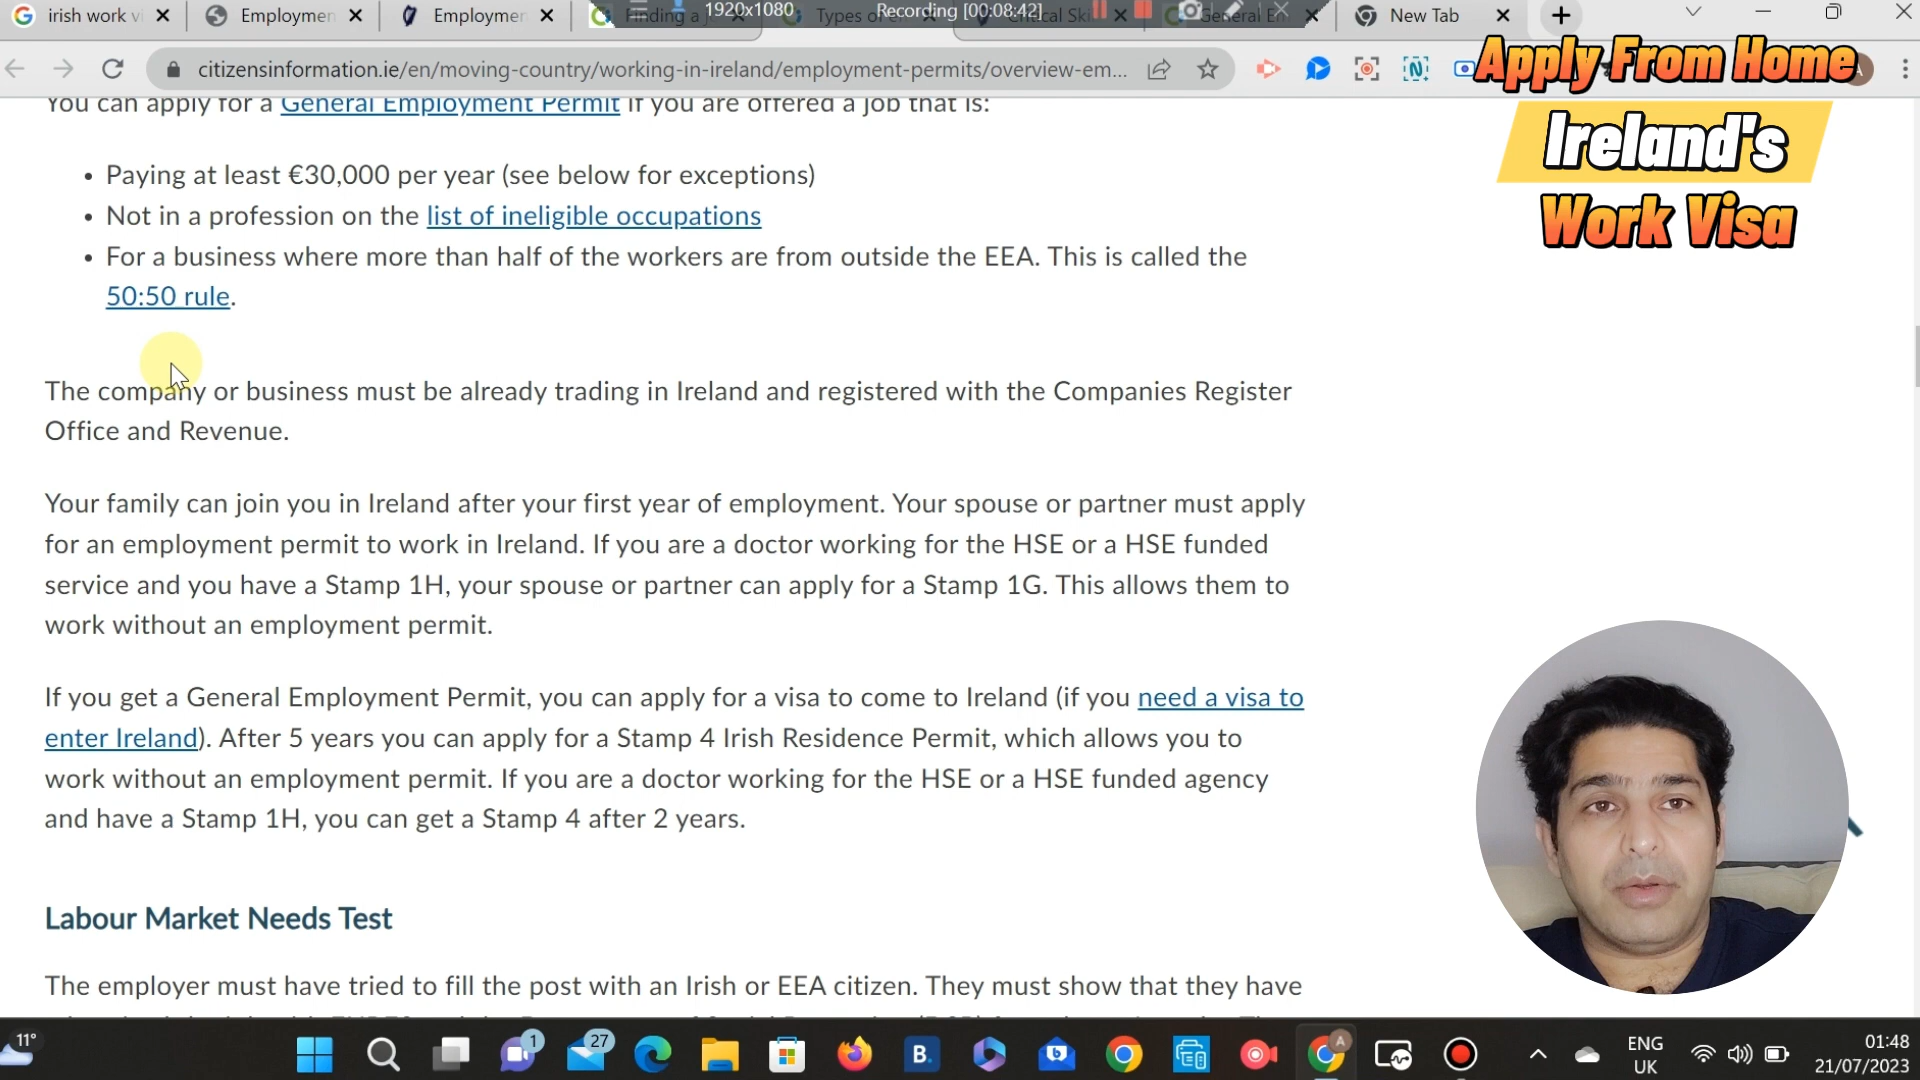 irish work vi
Employmen
Employmen
Finding a j
1920x1080
Types of e
Recording [00:08:42]
Critical Ski
General Em
New Tab
citizensinformation.ie/en/moving-country/working-in-ireland/employment-permits/overview-em...
Apply From Home
Ireland's
Work Visa
You can apply for a General Employment Permit if you are offered a job that is:
• Paying at least €30,000 per year (see below for exceptions)
• Not in a profession on the list of ineligible occupations
• For a business where more than half of the workers are from outside the EEA. This is called the
50:50 rule.
The company or business must be already trading in Ireland and registered with the Companies Register
Office and Revenue.
Your family can join you in Ireland after your first year of employment. Your spouse or partner must apply
for an employment permit to work in Ireland. If you are a doctor working for the HSE or a HSE funded
service and you have a Stamp 1H, your spouse or partner can apply for a Stamp 1G. This allows them to
work without an employment permit.
If you get a General Employment Permit, you can apply for a visa to come to Ireland (if you need a visa to
enter Ireland). After 5 years you can apply for a Stamp 4 Irish Residence Permit, which allows you to
work without an employment permit. If you are a doctor working for the HSE or a HSE funded agency
and have a Stamp 1H, you can get a Stamp 4 after 2 years.
Labour Market Needs Test
The employer must have tried to fill the post with an Irish or EEA citizen. They must show that they have
11°
1
27
B.
A
ENG
UK
01:48
21/07/2023